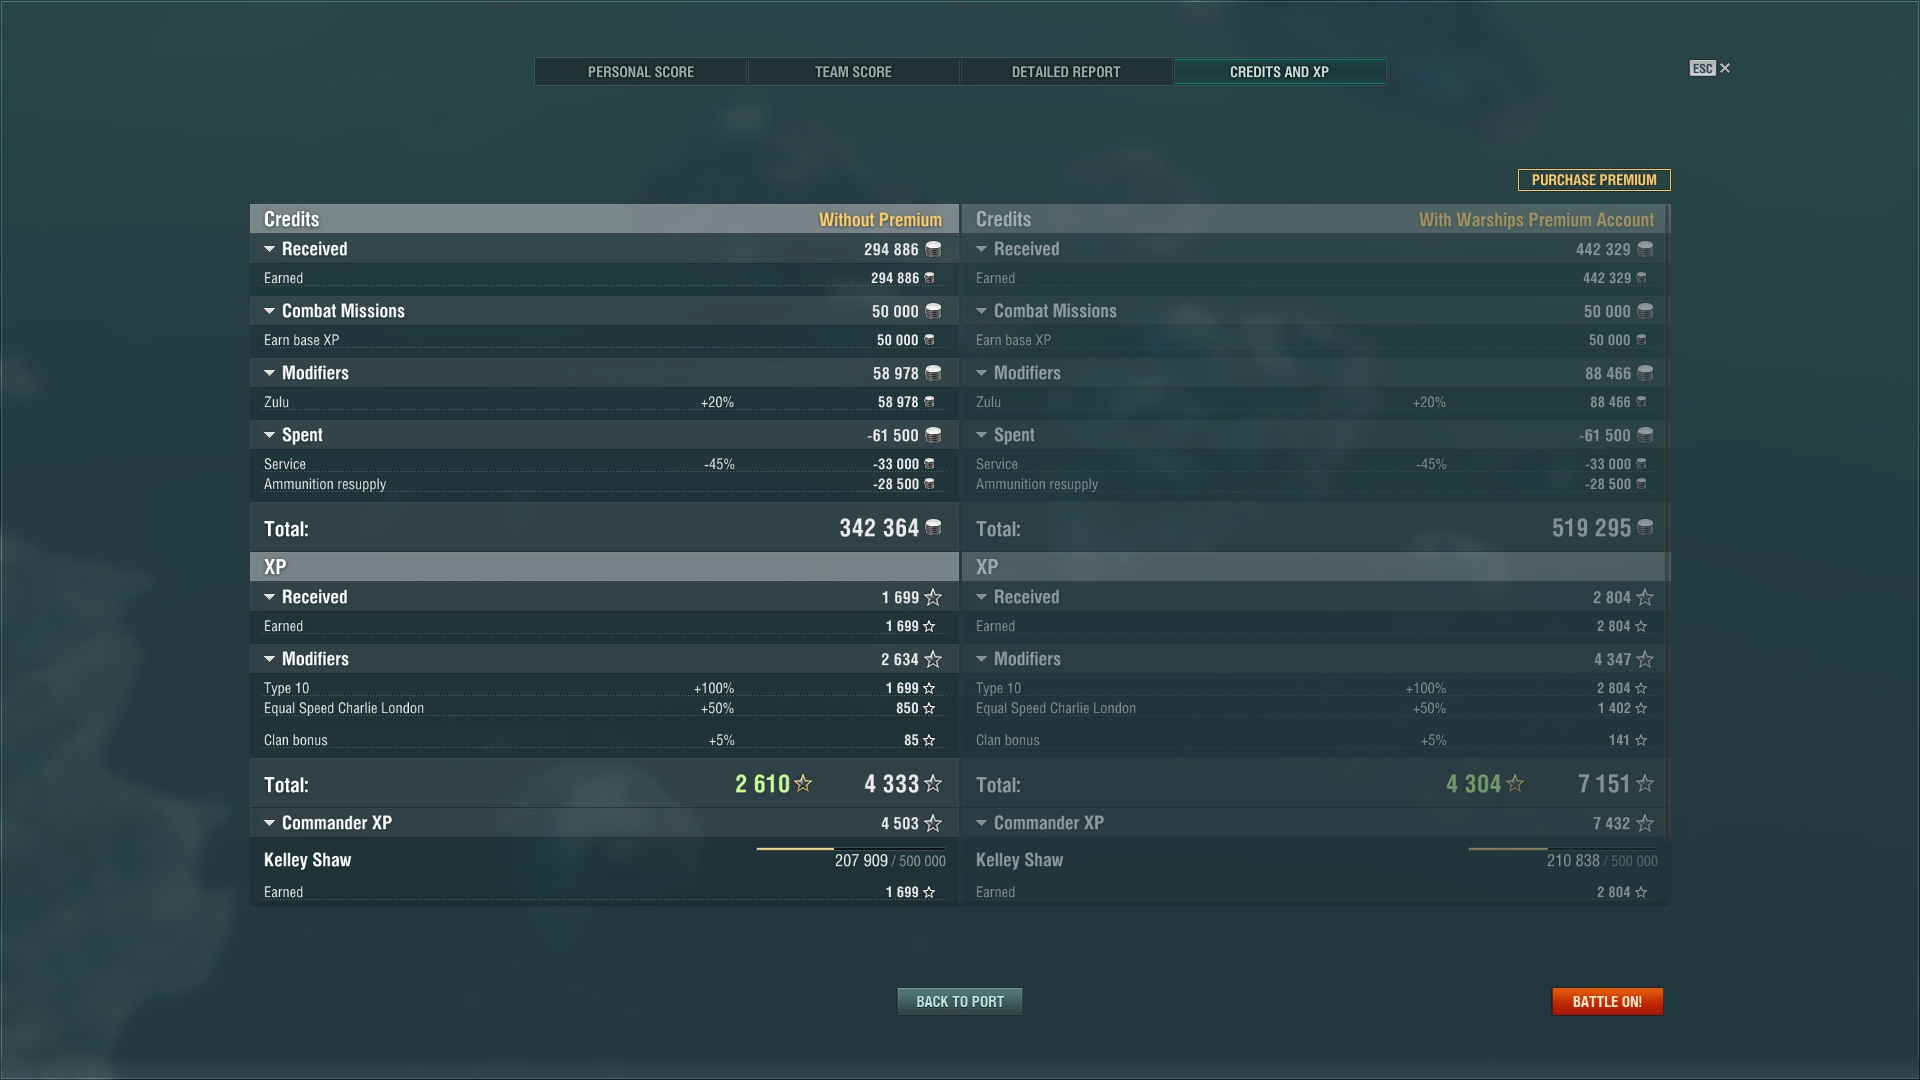 PERSONAL SCORE TEAM SCORE DETAILED REPORT CREDITS AND XP ESC
PURCHASE PREMIUM
Credits Without Premium
Received 294 886
Earned 294 886
Combat Missions 50 000
Earn base XP 50 000
Modifiers 58 978
Zulu +20% 58 978
Spent -61 500
Service -45% -33 000
Ammunition resupply -28 500
Total: 342 364
XP
Received 1 699
Earned 1 699
Modifiers 2 634
Type 10 +100% 1 699
Equal Speed Charlie London +50% 850
Clan bonus +5% 85
Total: 2 610 4 333
Commander XP 4 503
Kelley Shaw 207 909 / 500 000
Earned 1 699
Credits With Warships Premium Account
Received 442 329
Earned 442 329
Combat Missions 50 000
Earn base XP 50 000
Modifiers 88 466
Zulu +20% 88 466
Spent -61 500
Service -45% -33 000
Ammunition resupply -28 500
Total: 519 295
XP
Received 2 804
Earned 2 804
Modifiers 4 347
Type 10 +100% 2 804
Equal Speed Charlie London +50% 1 402
Clan bonus +5% 141
Total: 4 304 7 151
Commander XP 7 432
Kelley Shaw 210 838 / 500 000
Earned 2 804
BACK TO PORT
BATTLE ON!